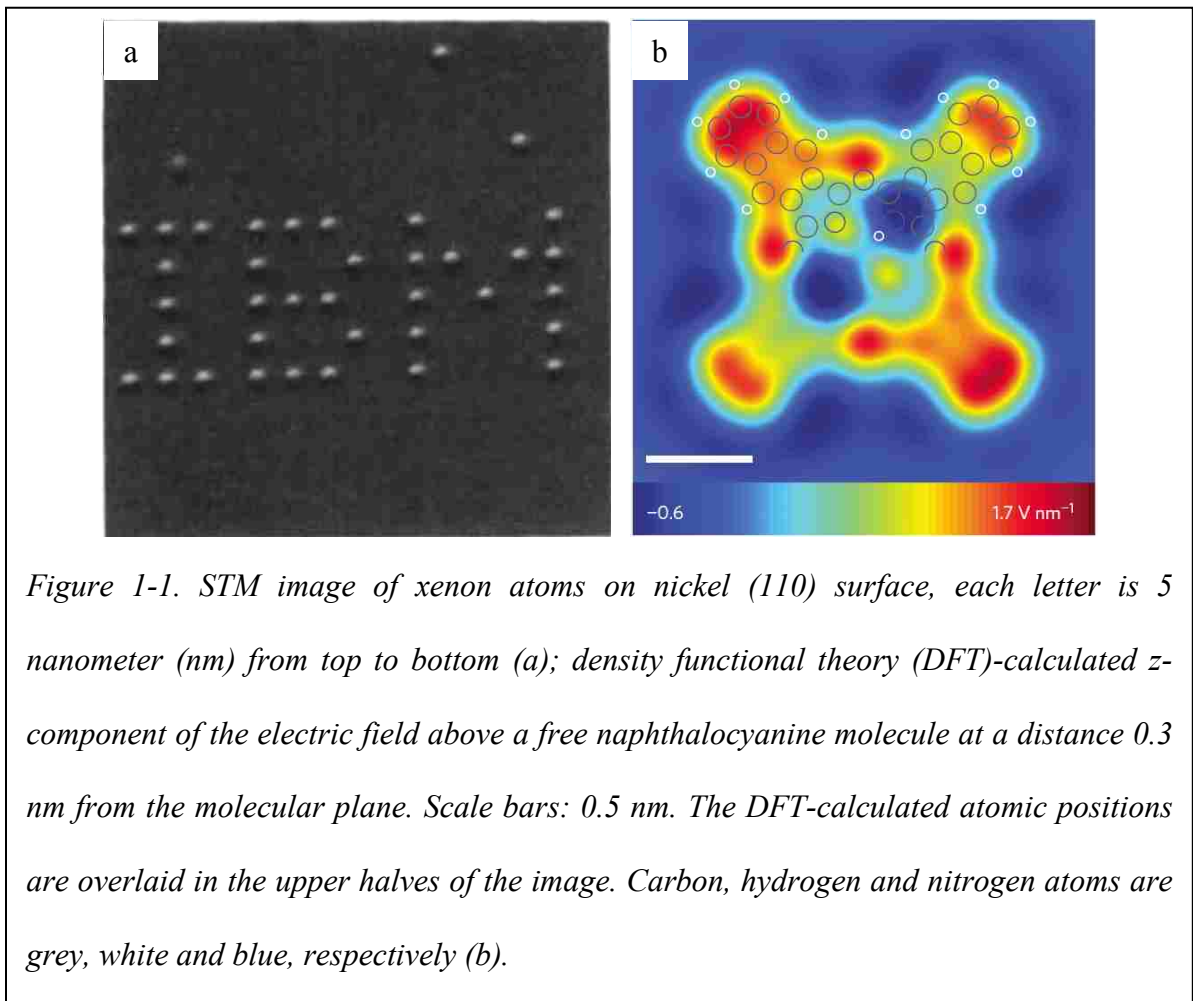 a
b
IBM
−0.6
1.7 V nm⁻¹
Figure 1-1. STM image of xenon atoms on nickel (110) surface, each letter is 5
nanometer (nm) from top to bottom (a); density functional theory (DFT)-calculated z-
component of the electric field above a free naphthalocyanine molecule at a distance 0.3
nm from the molecular plane. Scale bars: 0.5 nm. The DFT-calculated atomic positions
are overlaid in the upper halves of the image. Carbon, hydrogen and nitrogen atoms are
grey, white and blue, respectively (b).